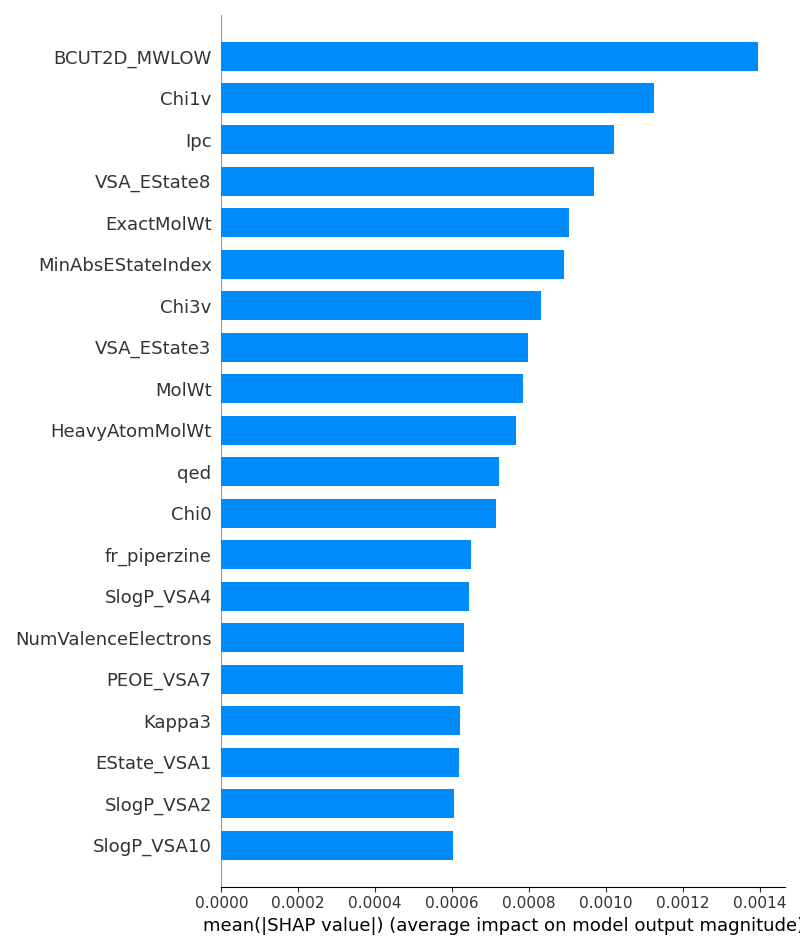 BCUT2D_MWLOW
Chi1v
Ipc
VSA_EState8
ExactMolWt
MinAbsEStateIndex
Chi3v
VSA_EState3
MolWt
HeavyAtomMolWt
qed
Chi0
fr_piperzine
SlogP_VSA4
NumValenceElectrons
PEOE_VSA7
Kappa3
EState_VSA1
SlogP_VSA2
SlogP_VSA10
0.0000 0.0002 0.0004 0.0006 0.0008 0.0010 0.0012 0.0014
mean(|SHAP value|) (average impact on model output magnitude)